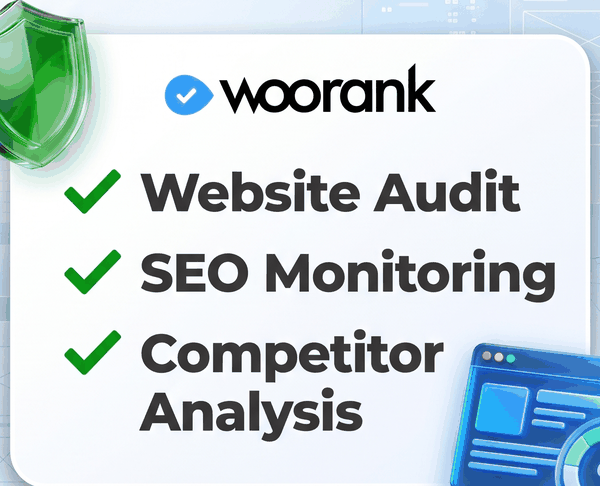 woorank
Website Audit
SEO Monitoring
Competitor
Analysis